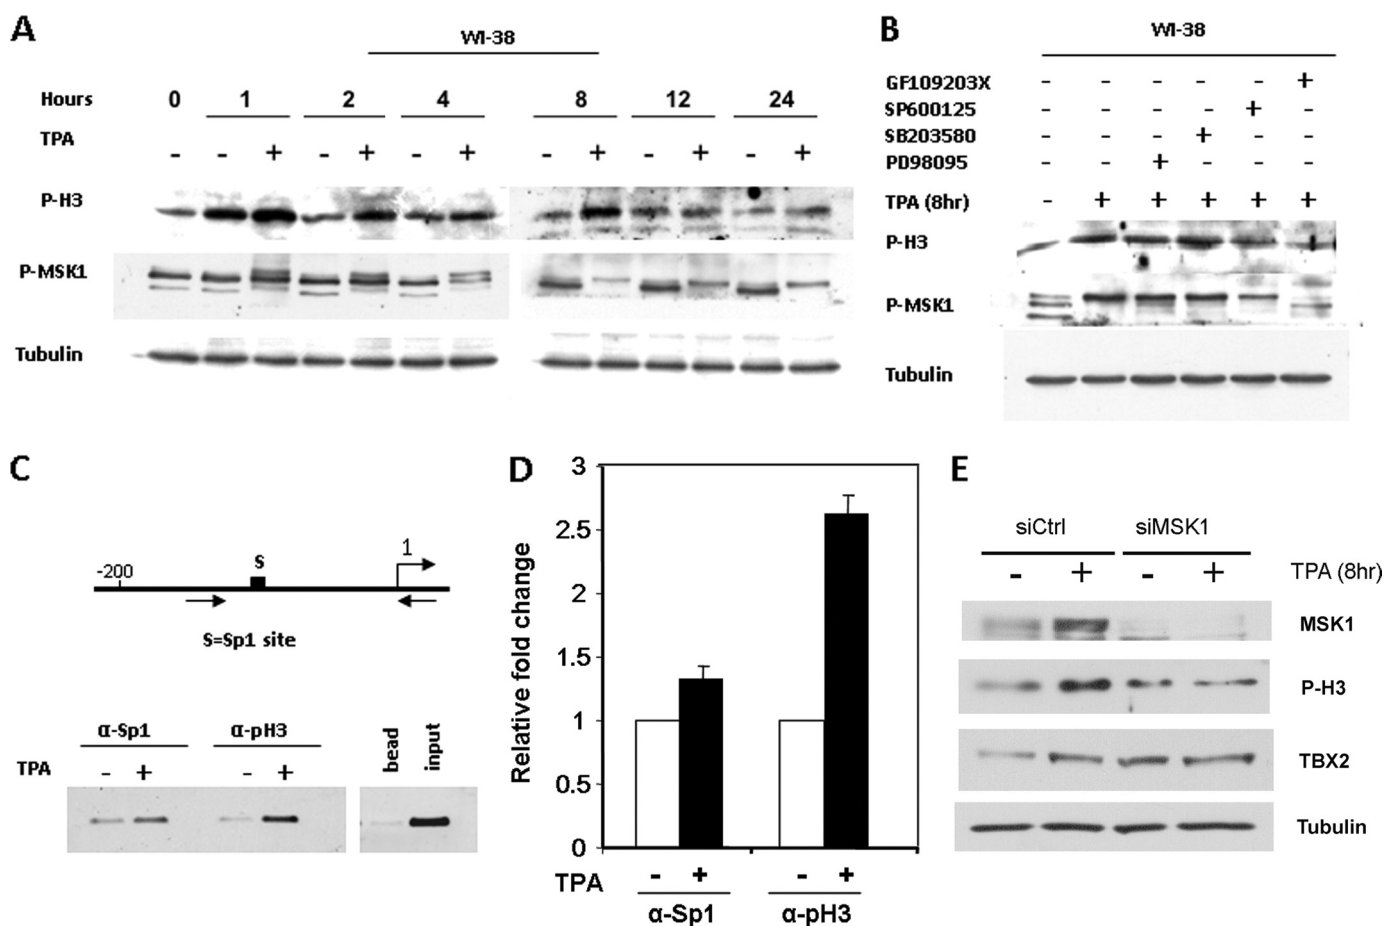 A
WI-38
Hours 0 1 2 4 8 12 24
TPA - - + - + - + - + - + - +
P-H3
P-MSK1
Tubulin
B
WI-38
GF109203X - - - - - +
SP600125 - - - - + -
SB203580 - - - + - -
PD98095 - - + - - -
TPA (8hr) - + + + + +
P-H3
P-MSK1
Tubulin
C
-200 S 1
S=Sp1 site
α-Sp1 α-pH3 bead input
TPA - + - +
D
Relative fold change
3
2.5
2
1.5
1
0.5
0
TPA - + - +
α-Sp1 α-pH3
E
siCtrl siMSK1
- + - + TPA (8hr)
MSK1
P-H3
TBX2
Tubulin